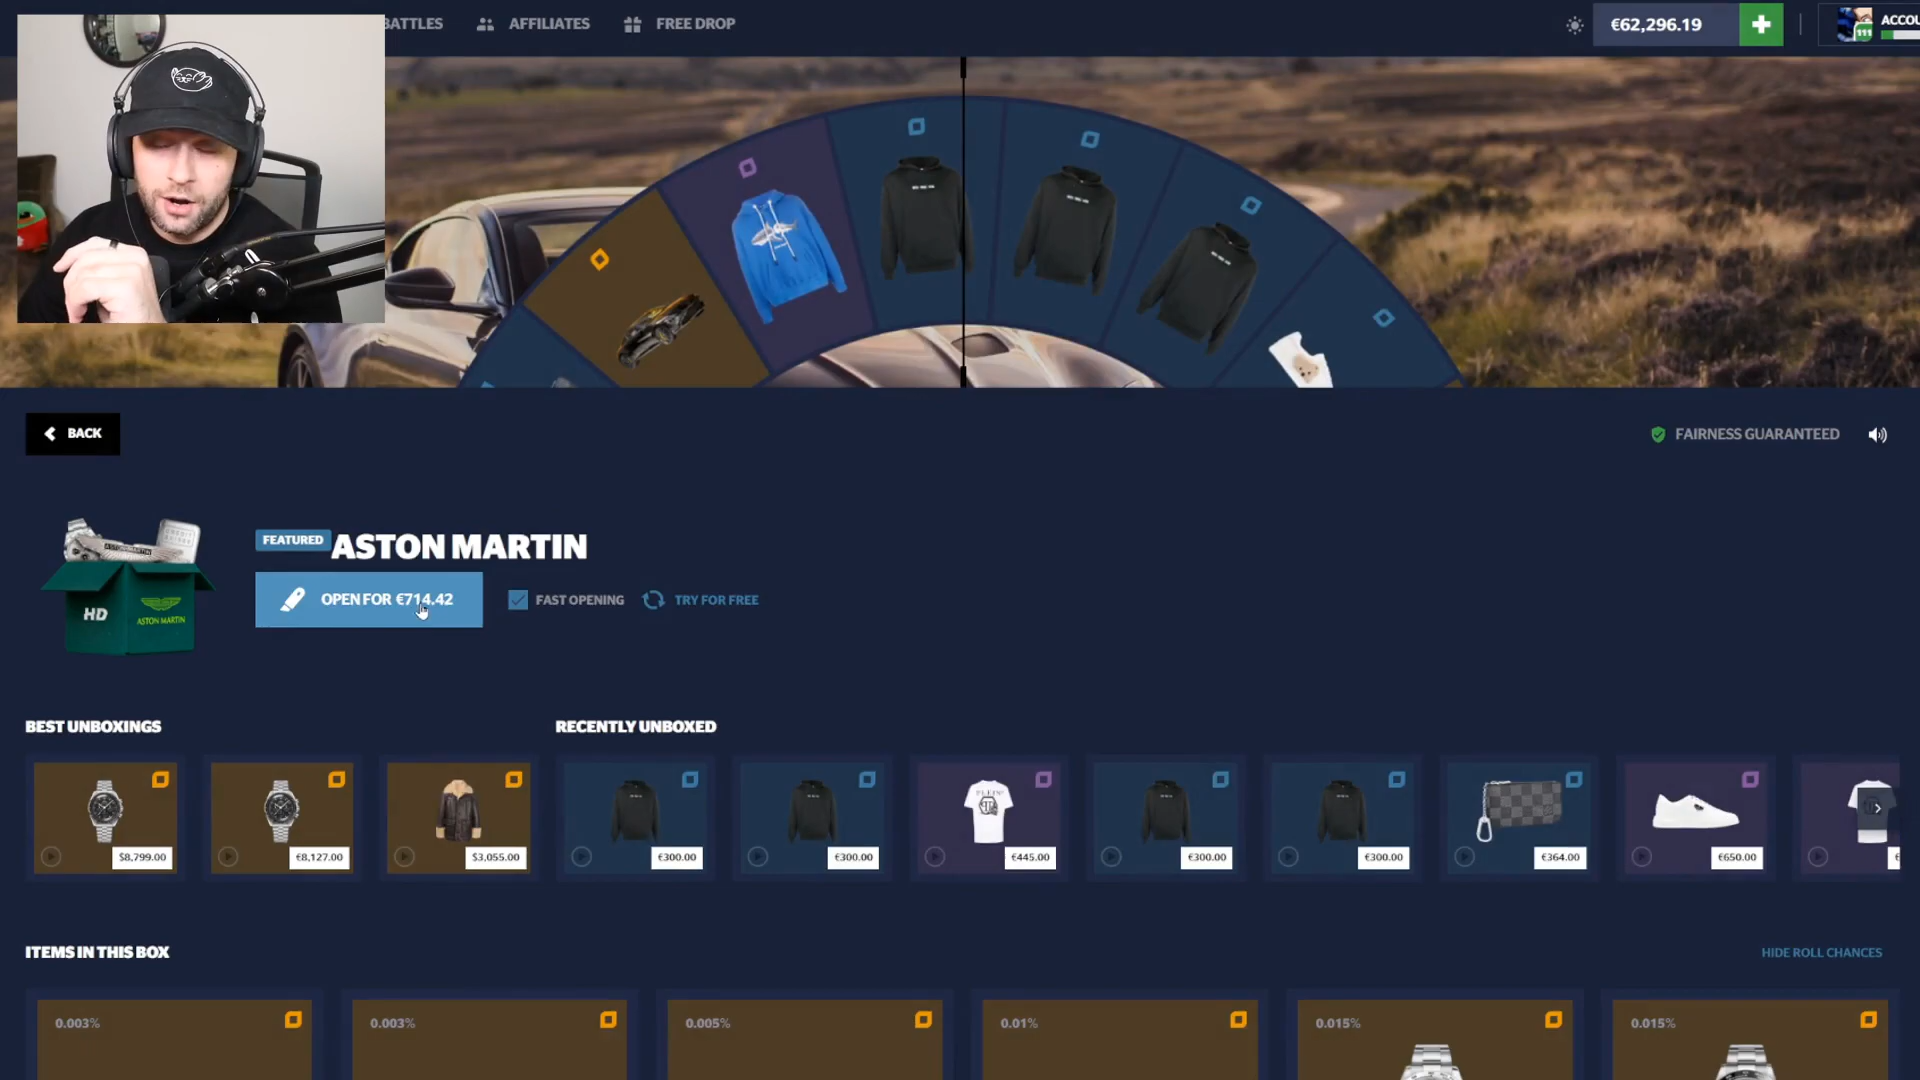 BATTLES AFFILIATES FREE DROP €62,296.19
111
BACK
FAIRNESS GUARANTEED
HD ASTON MARTIN
FEATURED ASTON MARTIN
OPEN FOR €714.42 FAST OPENING TRY FOR FREE
BEST UNBOXINGS RECENTLY UNBOXED
$8,799.00 €8,127.00 $3,055.00 €300.00 €300.00 €445.00 €300.00 €300.00 €364.00 €650.00
ITEMS IN THIS BOX HIDE ROLL CHANCES
0.003% 0.003% 0.005% 0.01% 0.015% 0.015%